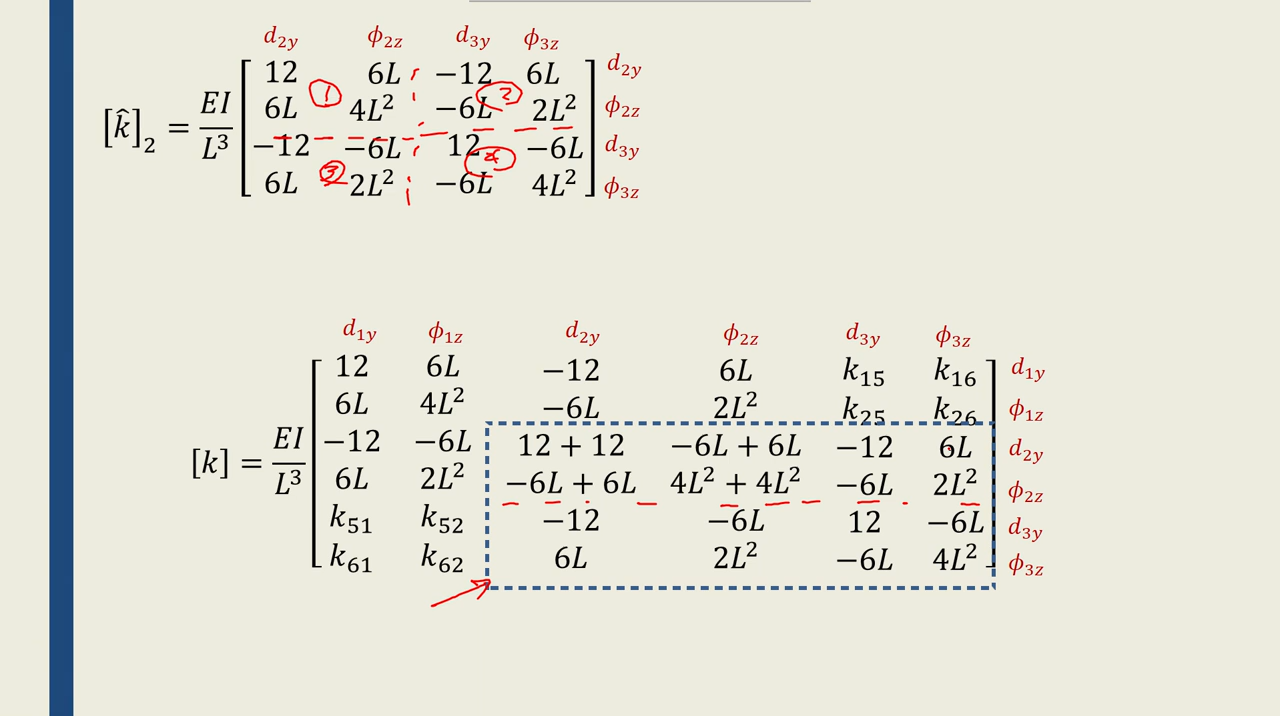 d₂y ϕ₂z d₃y ϕ₃z
12 6L −12 6L d₂y
6L 4L² −6L 2L² ϕ₂z
[k̂]₂ = EI/L³
−12 −6L 12 −6L d₃y
6L 2L² −6L 4L² ϕ₃z
1 2
3 4
d₁y ϕ₁z d₂y ϕ₂z d₃y ϕ₃z
12 6L −12 6L k₁₅ k₁₆ d₁y
6L 4L² −6L 2L² k₂₅ k₂₆ ϕ₁z
−12 −6L 12 + 12 −6L + 6L −12 6L d₂y
[k] = EI/L³
6L 2L² −6L + 6L 4L² + 4L² −6L 2L² ϕ₂z
k₅₁ k₅₂ −12 −6L 12 −6L d₃y
k₆₁ k₆₂ 6L 2L² −6L 4L² ϕ₃z